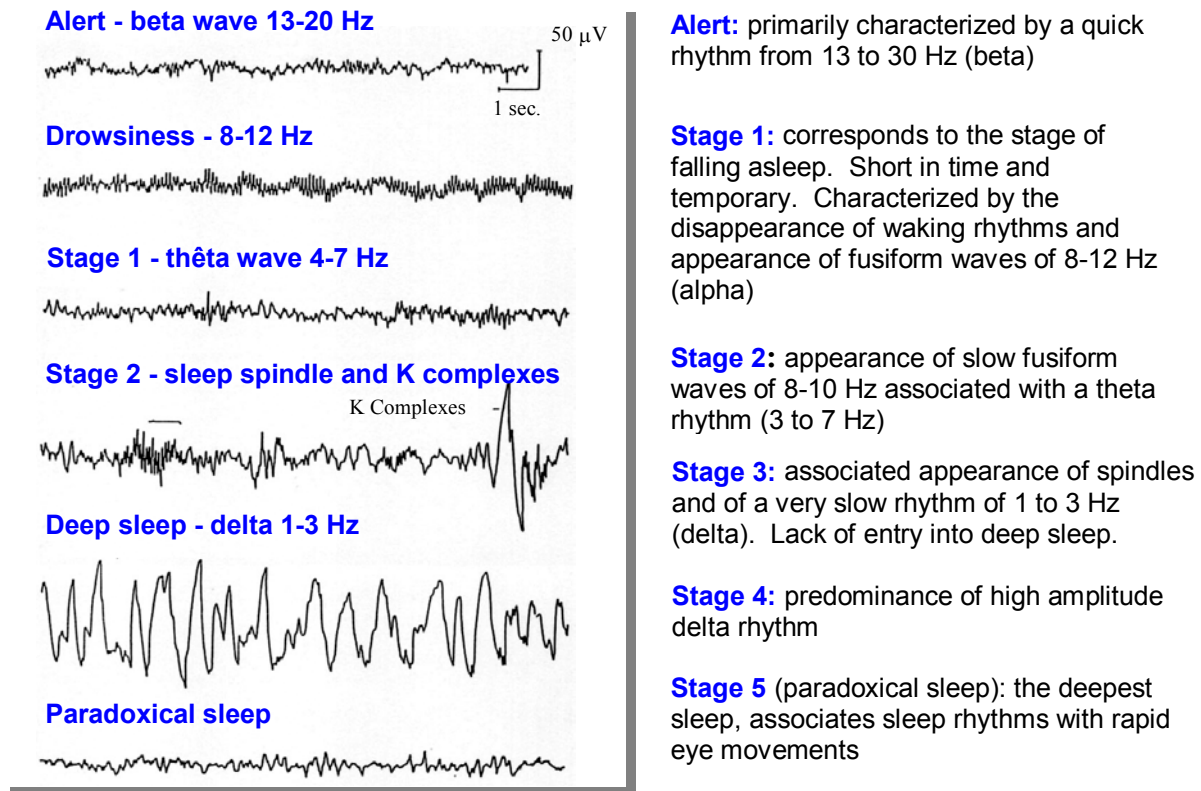 Alert - beta wave 13-20 Hz
50 µV
1 sec.
Drowsiness - 8-12 Hz
Stage 1 - thêta wave 4-7 Hz
Stage 2 - sleep spindle and K complexes
K Complexes
Deep sleep - delta 1-3 Hz
Paradoxical sleep
Alert: primarily characterized by a quick
rhythm from 13 to 30 Hz (beta)
Stage 1: corresponds to the stage of
falling asleep. Short in time and
temporary. Characterized by the
disappearance of waking rhythms and
appearance of fusiform waves of 8-12 Hz
(alpha)
Stage 2: appearance of slow fusiform
waves of 8-10 Hz associated with a theta
rhythm (3 to 7 Hz)
Stage 3: associated appearance of spindles
and of a very slow rhythm of 1 to 3 Hz
(delta). Lack of entry into deep sleep.
Stage 4: predominance of high amplitude
delta rhythm
Stage 5 (paradoxical sleep): the deepest
sleep, associates sleep rhythms with rapid
eye movements